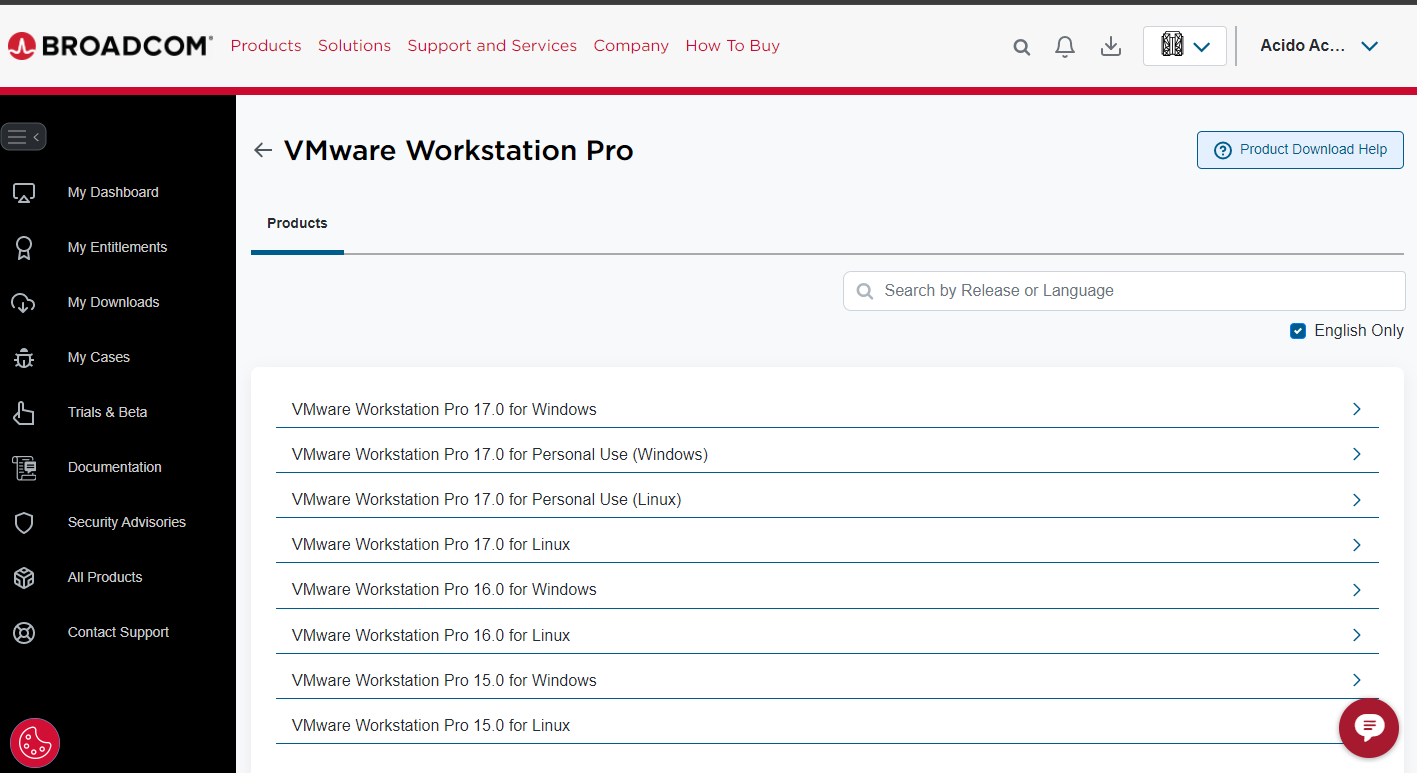 BROADCOM® Products Solutions Support and Services Company How To Buy Acido Ac...
VMware Workstation Pro
Product Download Help
My Dashboard
My Entitlements
My Downloads
My Cases
Trials & Beta
Documentation
Security Advisories
All Products
Contact Support
Products
Search by Release or Language
English Only
VMware Workstation Pro 17.0 for Windows
VMware Workstation Pro 17.0 for Personal Use (Windows)
VMware Workstation Pro 17.0 for Personal Use (Linux)
VMware Workstation Pro 17.0 for Linux
VMware Workstation Pro 16.0 for Windows
VMware Workstation Pro 16.0 for Linux
VMware Workstation Pro 15.0 for Windows
VMware Workstation Pro 15.0 for Linux